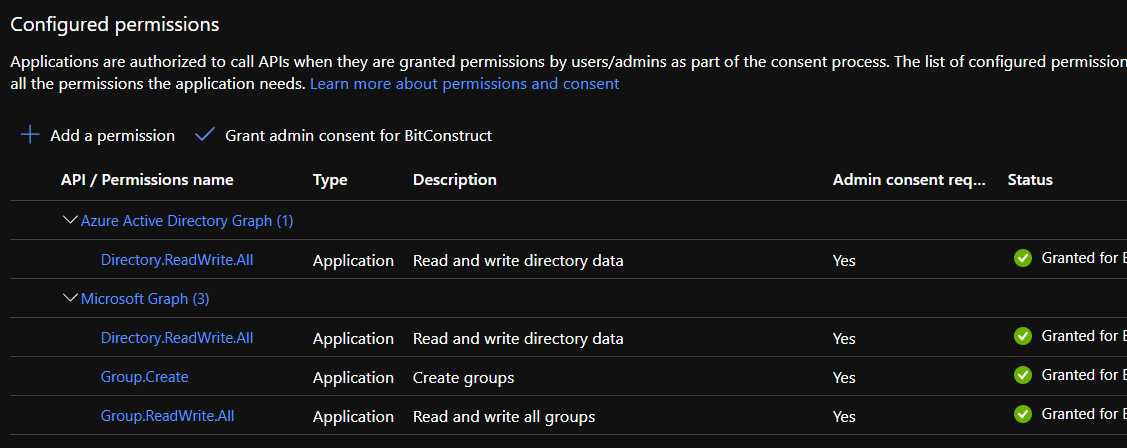 Configured permissions
Applications are authorized to call APIs when they are granted permissions by users/admins as part of the consent process. The list of configured permission
all the permissions the application needs. Learn more about permissions and consent
Add a permission Grant admin consent for BitConstruct
API / Permissions name Type Description Admin consent req... Status
Azure Active Directory Graph (1)
Directory.ReadWrite.All Application Read and write directory data Yes Granted for B
Microsoft Graph (3)
Directory.ReadWrite.All Application Read and write directory data Yes Granted for B
Group.Create Application Create groups Yes Granted for B
Group.ReadWrite.All Application Read and write all groups Yes Granted for B